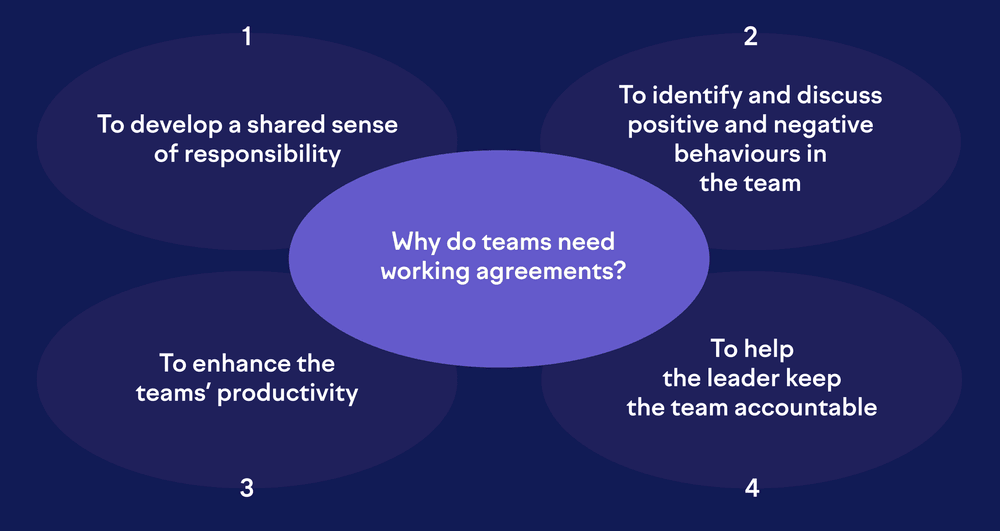 1
To develop a shared sense
of responsibility
2
To identify and discuss
positive and negative
behaviours in
the team
Why do teams need
working agreements?
To enhance the
teams’ productivity
3
To help
the leader keep
the team accountable
4